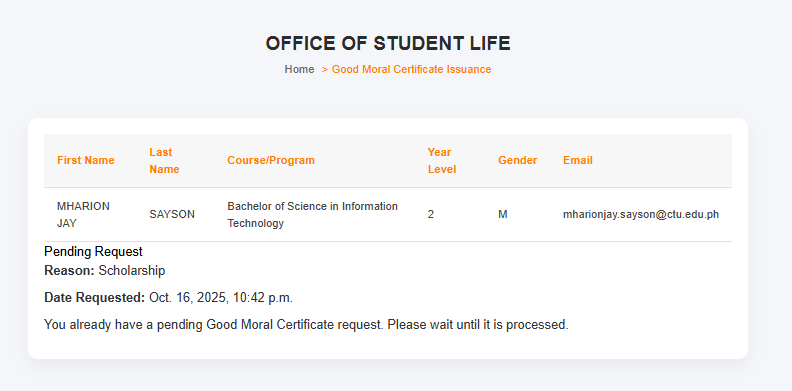 OFFICE OF STUDENT LIFE
Home > Good Moral Certificate Issuance
First Name Last Name Course/Program Year Level Gender Email
MHARION JAY SAYSON Bachelor of Science in Information Technology 2 M mharionjay.sayson@ctu.edu.ph
Pending Request
Reason: Scholarship
Date Requested: Oct. 16, 2025, 10:42 p.m.
You already have a pending Good Moral Certificate request. Please wait until it is processed.